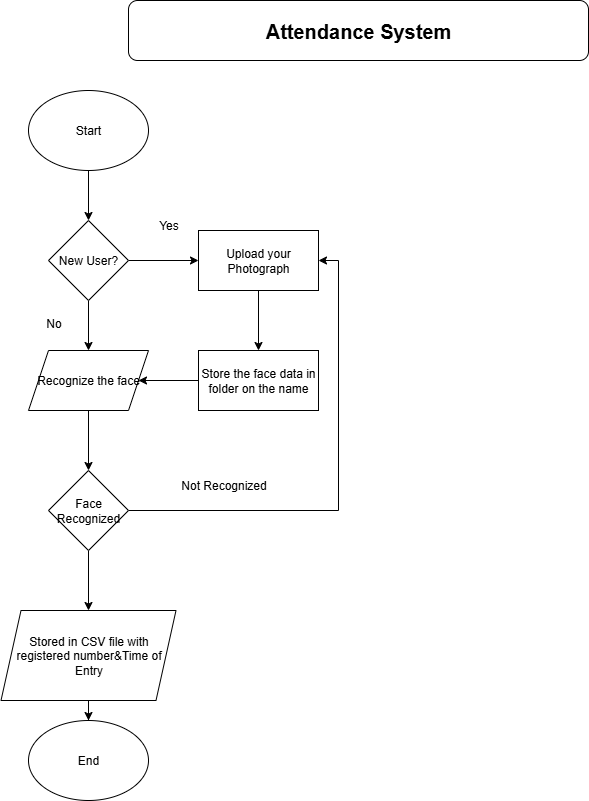 Attendance System
Start
Yes
New User?
Upload your
Photograph
No
Recognize the face
Store the face data in
folder on the name
Not Recognized
Face
Recognized
Stored in CSV file with
registered number&Time of
Entry
End